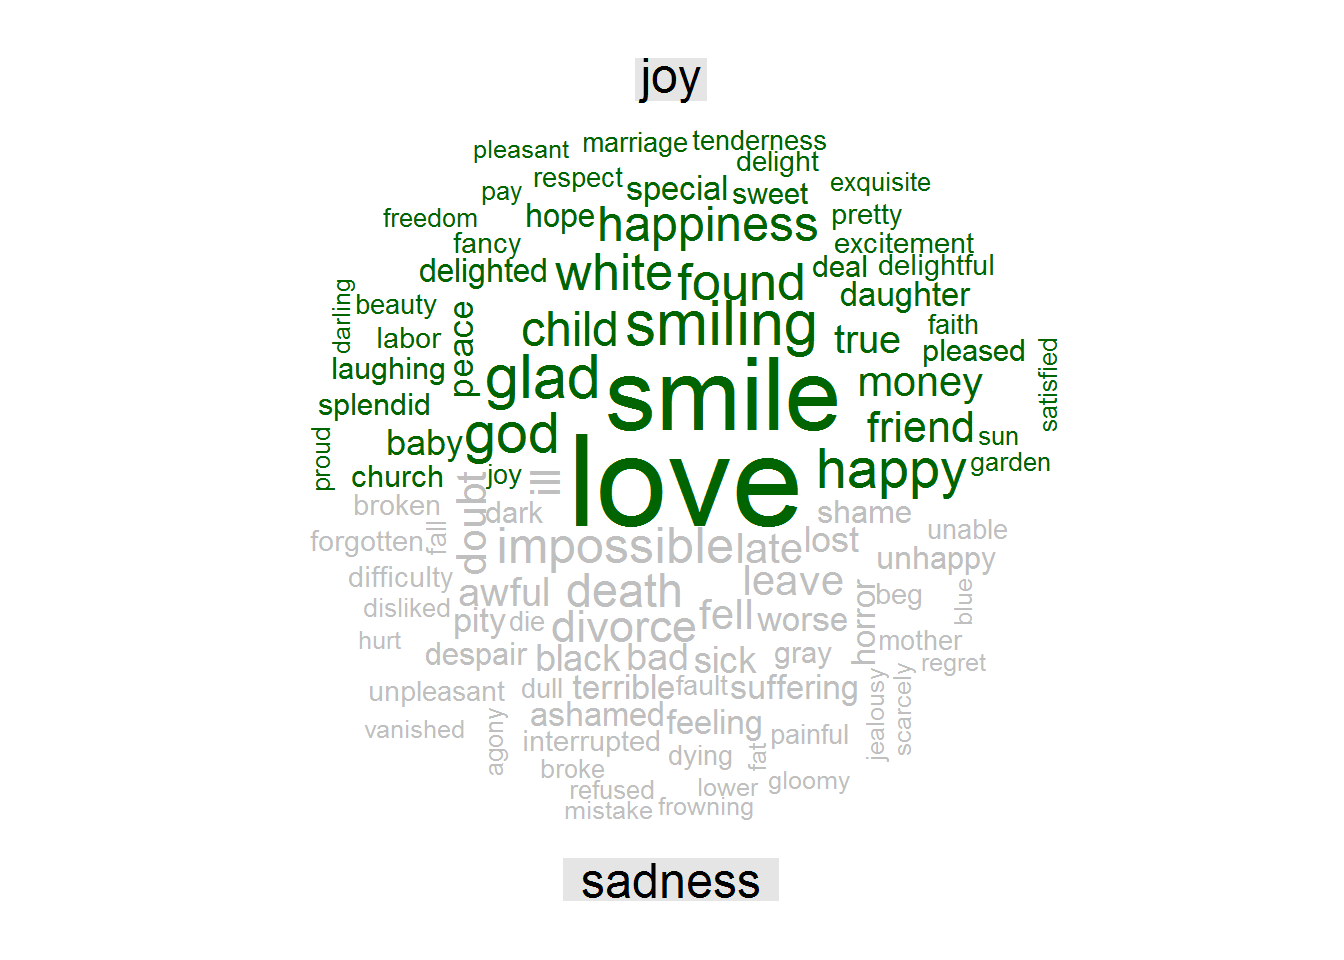 joy
pleasant marriage tenderness
delight
pay respect special sweet exquisite
freedom hope happiness pretty
fancy excitement
delighted white found deal delightful
darling beauty peace child smiling daughter
labor true faith
laughing glad smile pleased satisfied
splendid money
proud baby god friend sun
church joy ill love happy garden
broken doubt dark shame
forgotten fall impossible late lost unable
unhappy
difficulty awful death leave horror beg blue
disliked pity die divorce fell worse
hurt mother
despair black bad sick gray regret
unpleasant dull terrible fault suffering jealousy scarcely
vanished agony ashamed feeling
interrupted dying fat painful
broke
refused lower gloomy
mistake frowning
sadness